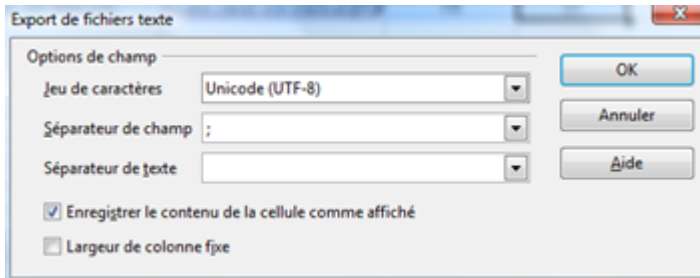 Export de fichiers texte
Options de champ
Jeu de caractères Unicode (UTF-8)
OK
Séparateur de champ ;
Annuler
Séparateur de texte
Aide
Enregistrer le contenu de la cellule comme affiché
Largeur de colonne fixe